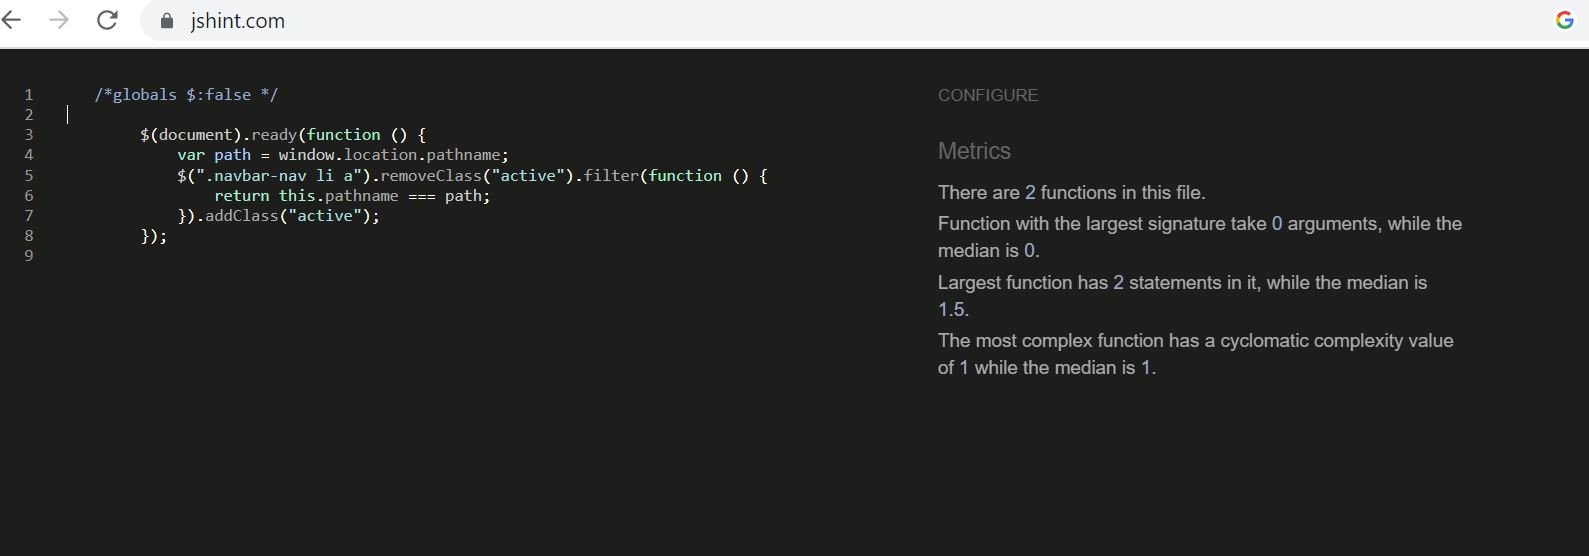 jshint.com
1 /*globals $:false */
2
3 $(document).ready(function () {
4 var path = window.location.pathname;
5 $(".navbar-nav li a").removeClass("active").filter(function () {
6 return this.pathname === path;
7 }).addClass("active");
8 });
9
CONFIGURE
Metrics
There are 2 functions in this file.
Function with the largest signature take 0 arguments, while the
median is 0.
Largest function has 2 statements in it, while the median is
1.5.
The most complex function has a cyclomatic complexity value
of 1 while the median is 1.